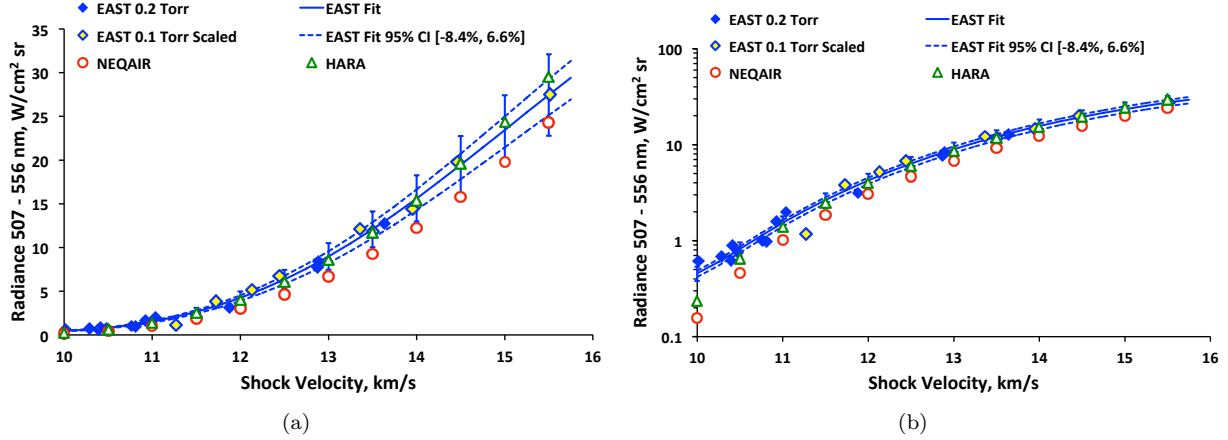 EAST 0.2 Torr
EAST Fit
EAST 0.1 Torr Scaled
EAST Fit 95% CI [-8.4%, 6.6%]
NEQAIR
HARA
Radiance 507 - 556 nm, W/cm² sr
40
35
30
25
20
15
10
5
0
10
11
12
13
14
15
16
Shock Velocity, km/s
(a)
EAST 0.2 Torr
EAST Fit
EAST 0.1 Torr Scaled
EAST Fit 95% CI [-8.4%, 6.6%]
NEQAIR
HARA
Radiance 507 - 556 nm, W/cm² sr
100
10
1
0.1
10
11
12
13
14
15
16
Shock Velocity, km/s
(b)